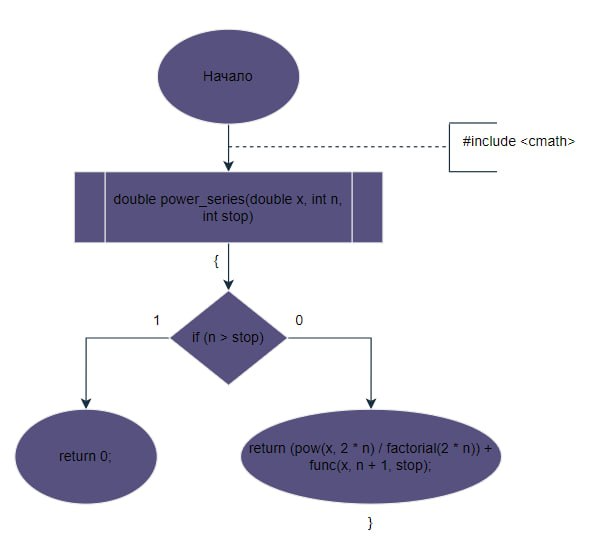 Начало
#include <cmath>
double power_series(double x, int n,
int stop)
{
1
0
if (n > stop)
return 0;
return (pow(x, 2 * n) / factorial(2 * n)) +
func(x, n + 1, stop);
}